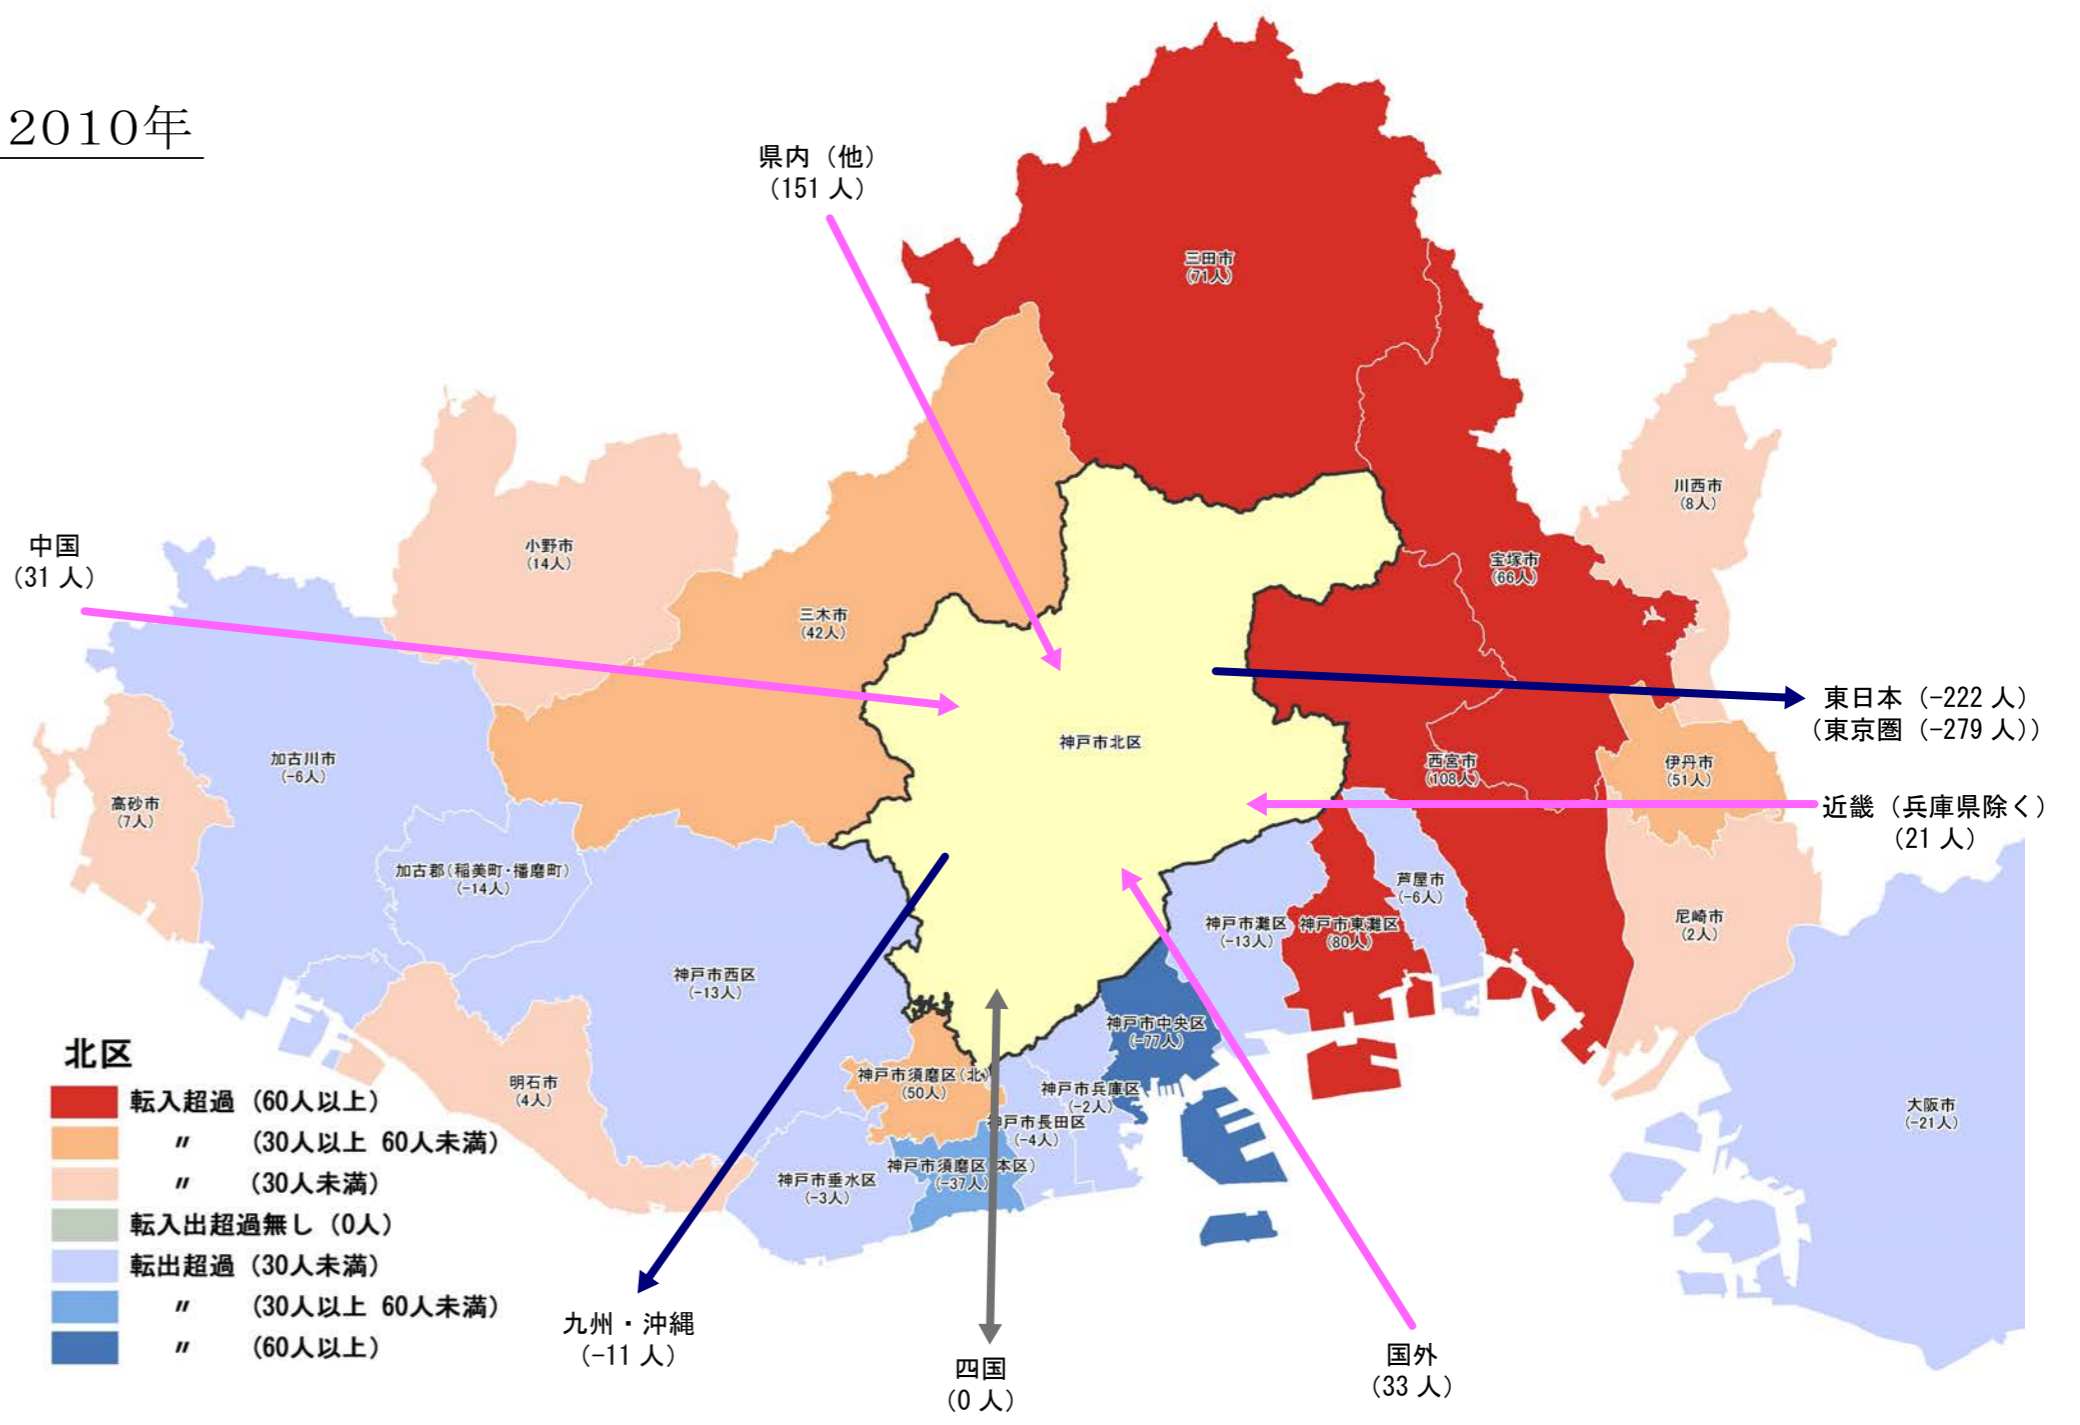 2010年
県内（他）
（151 人）
三田市
(71人)
川西市
(8人)
中国
（31 人）
小野市
(14人)
宝塚市
(66人)
三木市
(42人)
東日本（-222 人）
（東京圏（-279 人））
神戸市北区
加古川市
(-6人)
西宮市
(108人)
伊丹市
(51人)
高砂市
(7人)
近畿（兵庫県除く）
（21 人）
加古郡(稲美町・播磨町)
(-14人)
芦屋市
(-6人)
神戸市灘区
(-13人)
神戸市東灘区
(80人)
尼崎市
(2人)
神戸市西区
(-13人)
神戸市中央区
(-77人)
神戸市須磨区(北)
(50人)
明石市
(4人)
神戸市兵庫区
(-2人)
神戸市長田区
(-4人)
大阪市
(-21人)
神戸市垂水区
(-3人)
神戸市須磨区(本区)
(-37人)
北区
転入超過（60人以上）
〃 （30人以上 60人未満）
〃 （30人未満）
転入出超過無し（0人）
転出超過（30人未満）
〃 （30人以上 60人未満）
〃 （60人以上）
九州・沖縄
（-11 人）
四国
（0 人）
国外
（33 人）